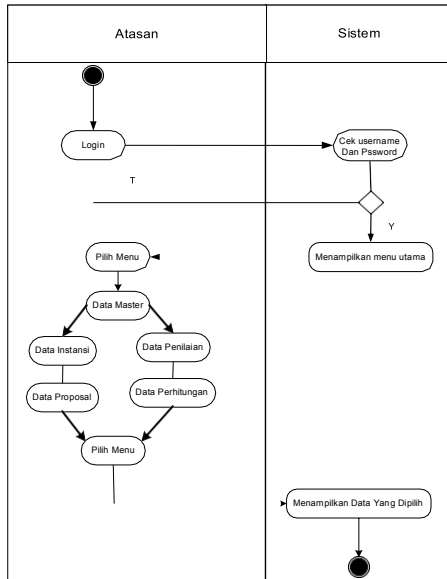 Atasan
Sistem
Login
Cek username
Dan Pssword
T
Y
Pilih Menu
Menampilkan menu utama
Data Master
Data Instansi
Data Penilaian
Data Proposal
Data Perhitungan
Pilih Menu
Menampilkan Data Yang Dipilih